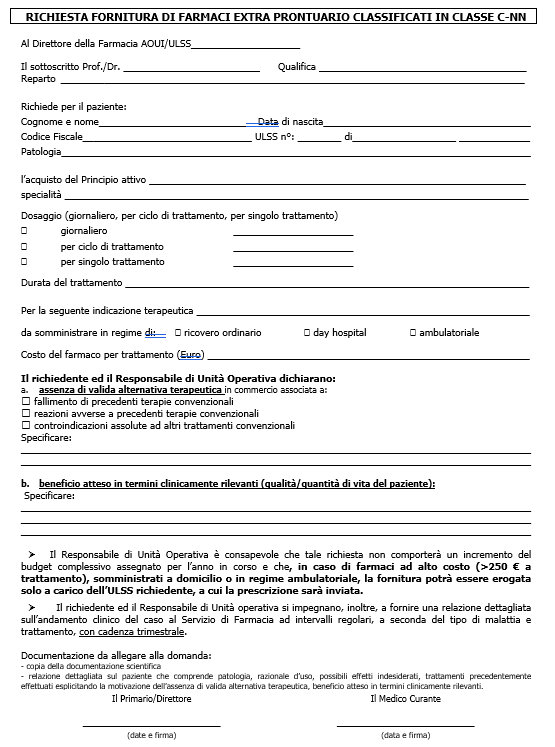 RICHIESTA FORNITURA DI FARMACI EXTRA PRONTUARIO CLASSIFICATI IN CLASSE C-NN
Al Direttore della Farmacia AOUI/ULSS
Il sottoscritto Prof./Dr. Qualifica
Reparto
Richiede per il paziente:
Cognome e nome Data di nascita
Codice Fiscale ULSS n°: di
Patologia
l'acquisto del Principio attivo
specialità
Dosaggio (giornaliero, per ciclo di trattamento, per singolo trattamento)
☐ giornaliero
☐ per ciclo di trattamento
☐ per singolo trattamento
Durata del trattamento
Per la seguente indicazione terapeutica
da somministrare in regime di: ☐ ricovero ordinario ☐ day hospital ☐ ambulatoriale
Costo del farmaco per trattamento (Euro)
Il richiedente ed il Responsabile di Unità Operativa dichiarano:
a. assenza di valida alternativa terapeutica in commercio associata a:
☐ fallimento di precedenti terapie convenzionali
☐ reazioni avverse a precedenti terapie convenzionali
☐ controindicazioni assolute ad altri trattamenti convenzionali
Specificare:
b. beneficio atteso in termini clinicamente rilevanti (qualità/quantità di vita del paziente):
Specificare:
➢ Il Responsabile di Unità Operativa è consapevole che tale richiesta non comporterà un incremento del
budget complessivo assegnato per l'anno in corso e che, in caso di farmaci ad alto costo (>250 € a
trattamento), somministrati a domicilio o in regime ambulatoriale, la fornitura potrà essere erogata
solo a carico dell'ULSS richiedente, a cui la prescrizione sarà inviata.
➢ Il richiedente ed il Responsabile di Unità operativa si impegnano, inoltre, a fornire una relazione dettagliata
sull'andamento clinico del caso al Servizio di Farmacia ad intervalli regolari, a seconda del tipo di malattia e
trattamento, con cadenza trimestrale.
Documentazione da allegare alla domanda:
- copia della documentazione scientifica
- relazione dettagliata sul paziente che comprende patologia, razionale d'uso, possibili effetti indesiderati, trattamenti precedentemente
effettuati esplicitando la motivazione dell'assenza di valida alternativa terapeutica, beneficio atteso in termini clinicamente rilevanti.
Il Primario/Direttore Il Medico Curante
(date e firma) (date e firma)